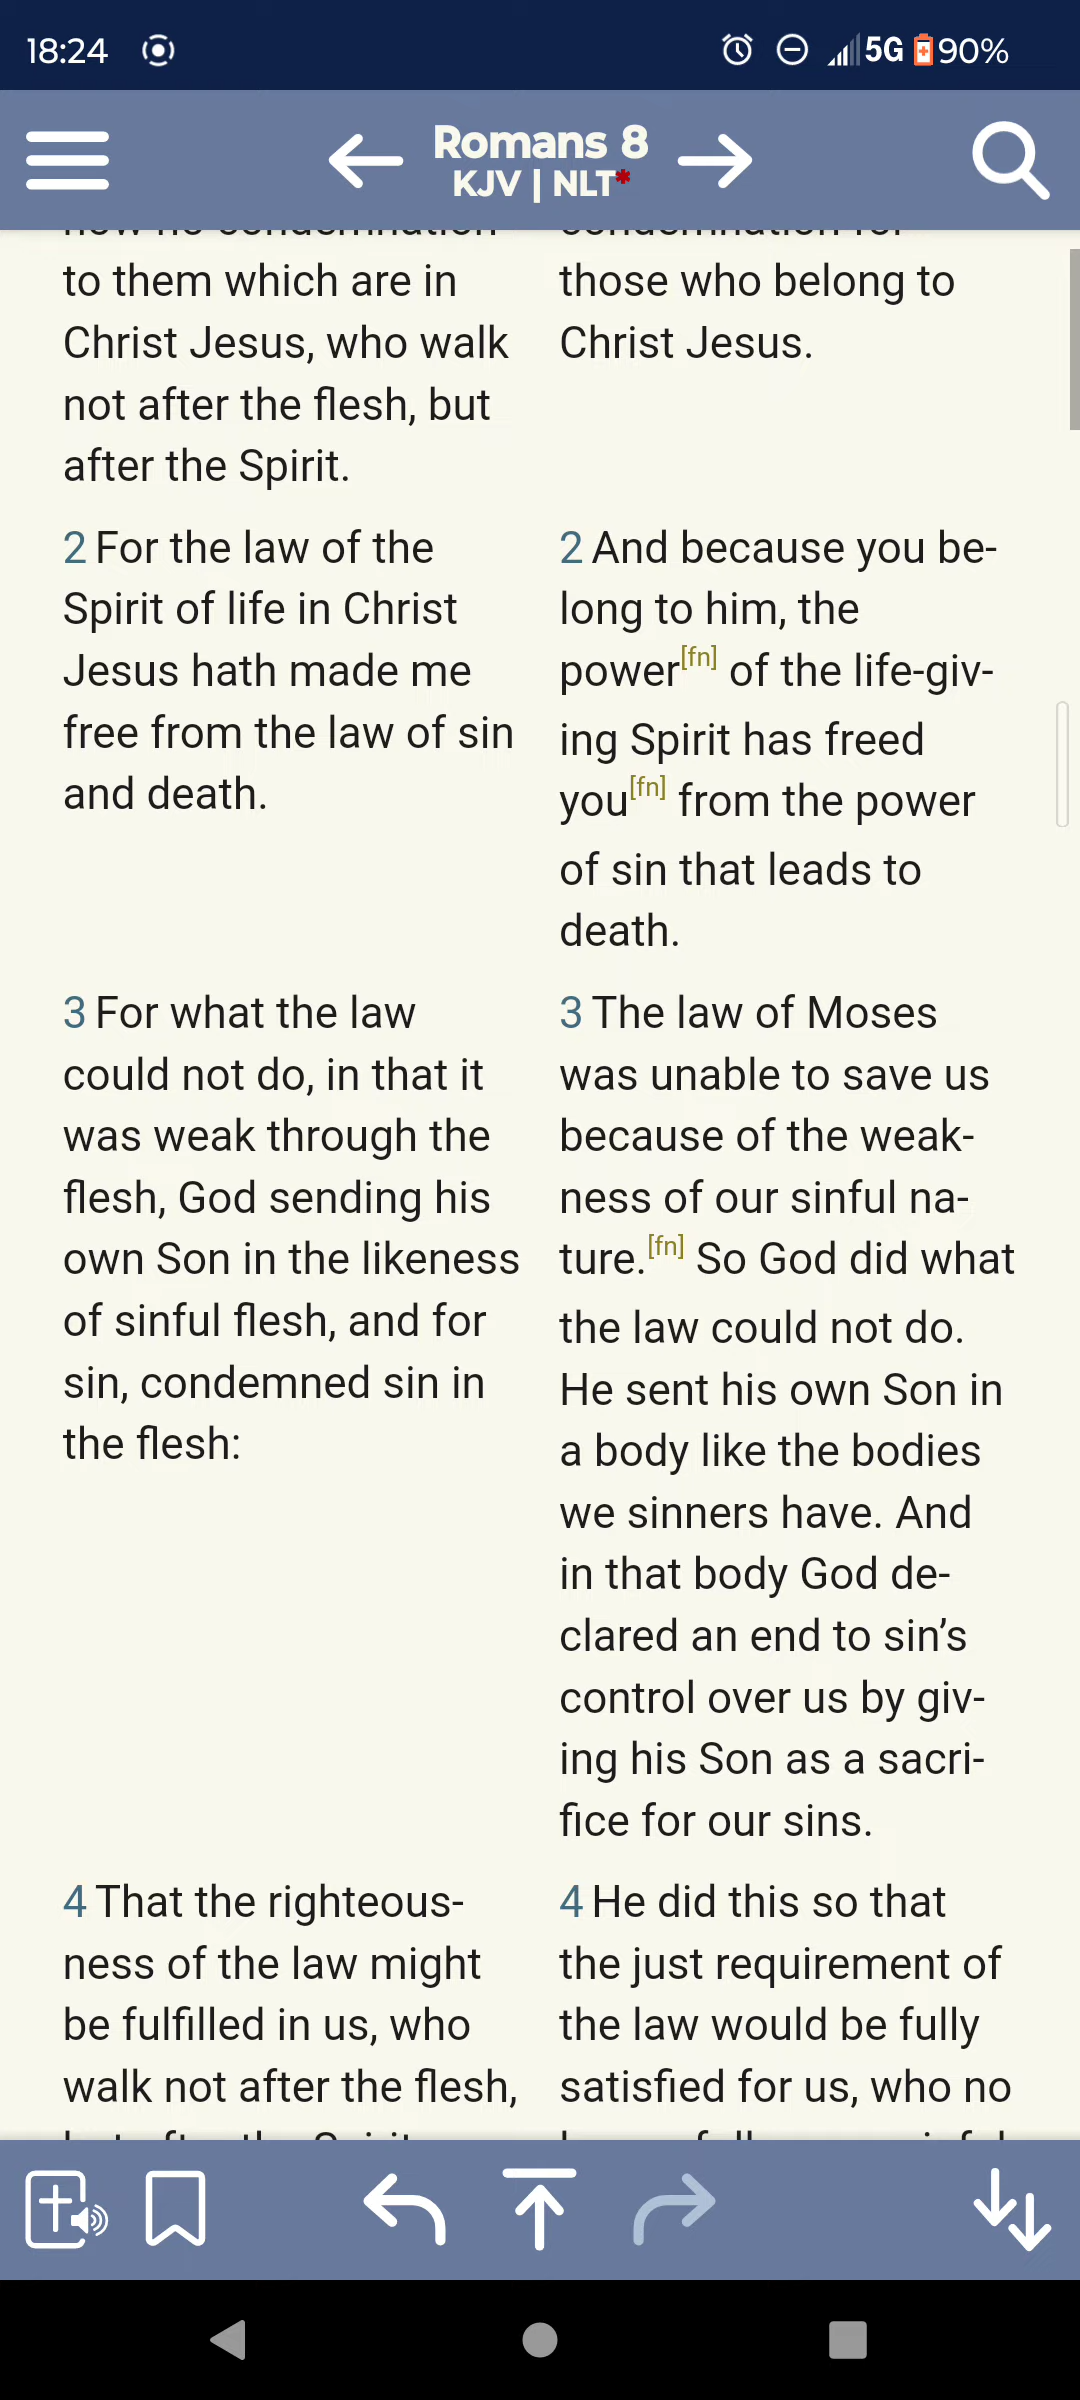 18:24 5G 90%
Romans 8
KJV | NLT*
to them which are in
Christ Jesus, who walk
not after the flesh, but
after the Spirit.
those who belong to
Christ Jesus.
2 For the law of the
Spirit of life in Christ
Jesus hath made me
free from the law of sin
and death.
2 And because you be-
long to him, the
power[fn] of the life-giv-
ing Spirit has freed
you[fn] from the power
of sin that leads to
death.
3 For what the law
could not do, in that it
was weak through the
flesh, God sending his
own Son in the likeness
of sinful flesh, and for
sin, condemned sin in
the flesh:
3 The law of Moses
was unable to save us
because of the weak-
ness of our sinful na-
ture.[fn] So God did what
the law could not do.
He sent his own Son in
a body like the bodies
we sinners have. And
in that body God de-
clared an end to sin’s
control over us by giv-
ing his Son as a sacri-
fice for our sins.
4 That the righteous-
ness of the law might
be fulfilled in us, who
walk not after the flesh,
4 He did this so that
the just requirement of
the law would be fully
satisfied for us, who no